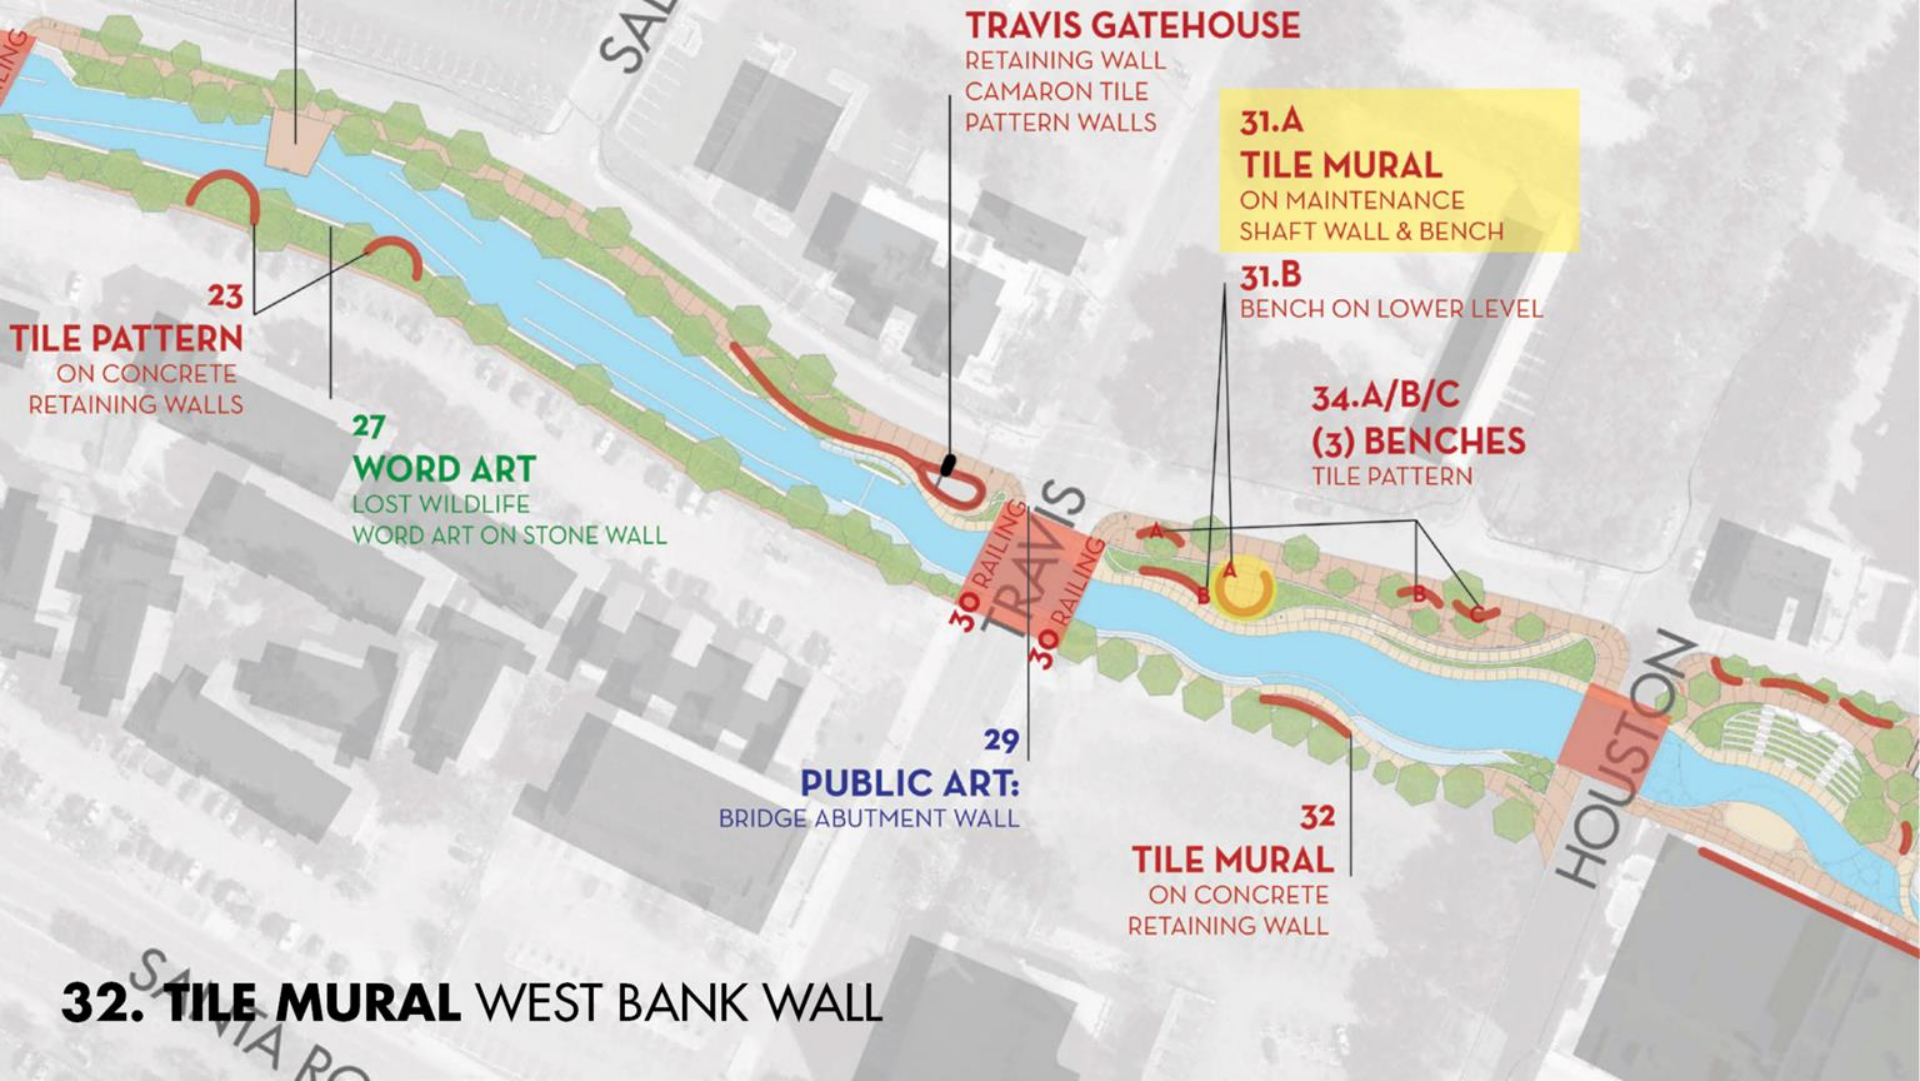 TRAVIS GATEHOUSE
RETAINING WALL
CAMARON TILE
PATTERN WALLS
31.A
TILE MURAL
ON MAINTENANCE
SHAFT WALL & BENCH
31.B
BENCH ON LOWER LEVEL
34.A/B/C
(3) BENCHES
TILE PATTERN
23
TILE PATTERN
ON CONCRETE
RETAINING WALLS
27
WORD ART
LOST WILDLIFE
WORD ART ON STONE WALL
30 RAILING
TRAVIS
30 RAILING
A
B
A
B
C
29
PUBLIC ART:
BRIDGE ABUTMENT WALL
32
TILE MURAL
ON CONCRETE
RETAINING WALL
HOUSTON
32. TILE MURAL WEST BANK WALL